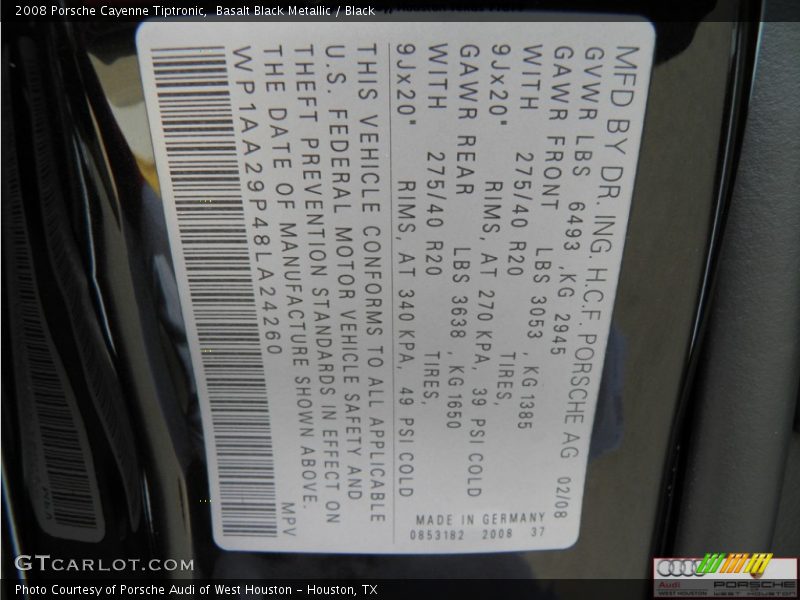 2008 Porsche Cayenne Tiptronic, Basalt Black Metallic / Black
MFD BY DR. ING. H.C.F. PORSCHE AG 02/08
GVWR LBS 6493 ,KG 2945
GAWR FRONT LBS 3053 , KG 1385
WITH 275/40 R20 TIRES,
9Jx20" RIMS, AT 270 KPA, 39 PSI COLD
GAWR REAR LBS 3638 , KG 1650
WITH 275/40 R20 TIRES,
9Jx20" RIMS, AT 340 KPA, 49 PSI COLD
MADE IN GERMANY
0853182 2008 37
THIS VEHICLE CONFORMS TO ALL APPLICABLE
U.S. FEDERAL MOTOR VEHICLE SAFETY AND
THEFT PREVENTION STANDARDS IN EFFECT ON
THE DATE OF MANUFACTURE SHOWN ABOVE.
WP1AA29P48LA24260 MPV
GTcarlot.com
Audi PORSCHE
WEST HOUSTON WEST HOUSTON
Photo Courtesy of Porsche Audi of West Houston - Houston, TX